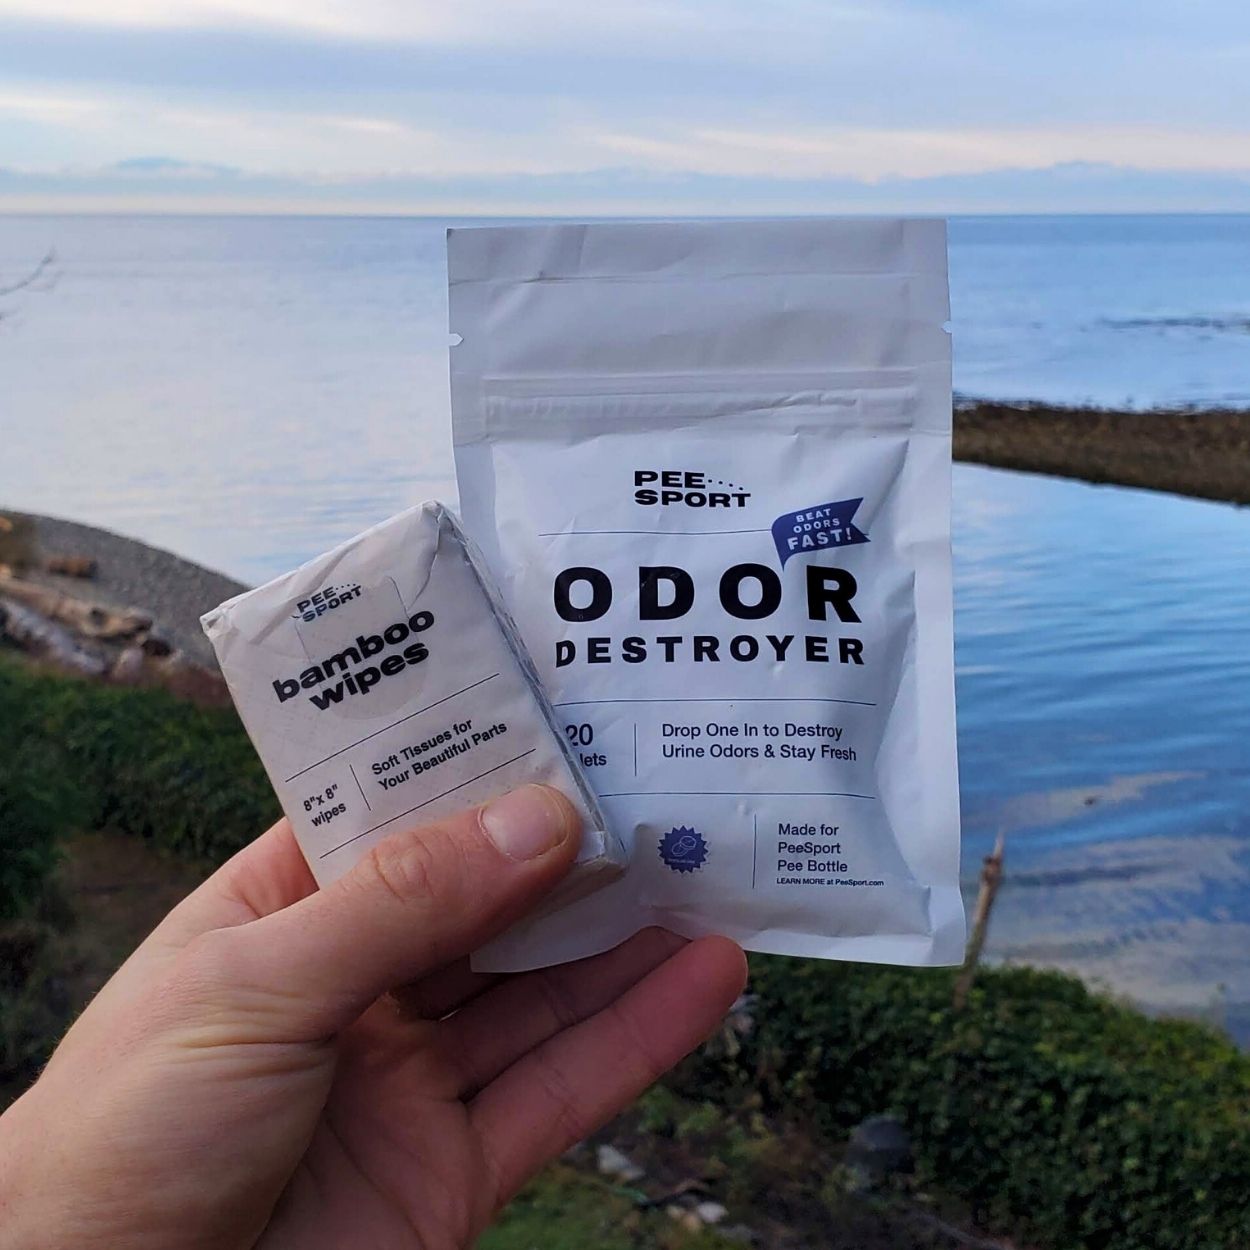 PEE
SPORT
bamboo
wipes
8"x 8"
wipes
Soft Tissues for
Your Beautiful Parts
PEE
SPORT
BEAT
ODORS
FAST!
ODOR
DESTROYER
20
lets
Drop One In to Destroy
Urine Odors & Stay Fresh
Made for
PeeSport
Pee Bottle
LEARN MORE at PeeSport.com